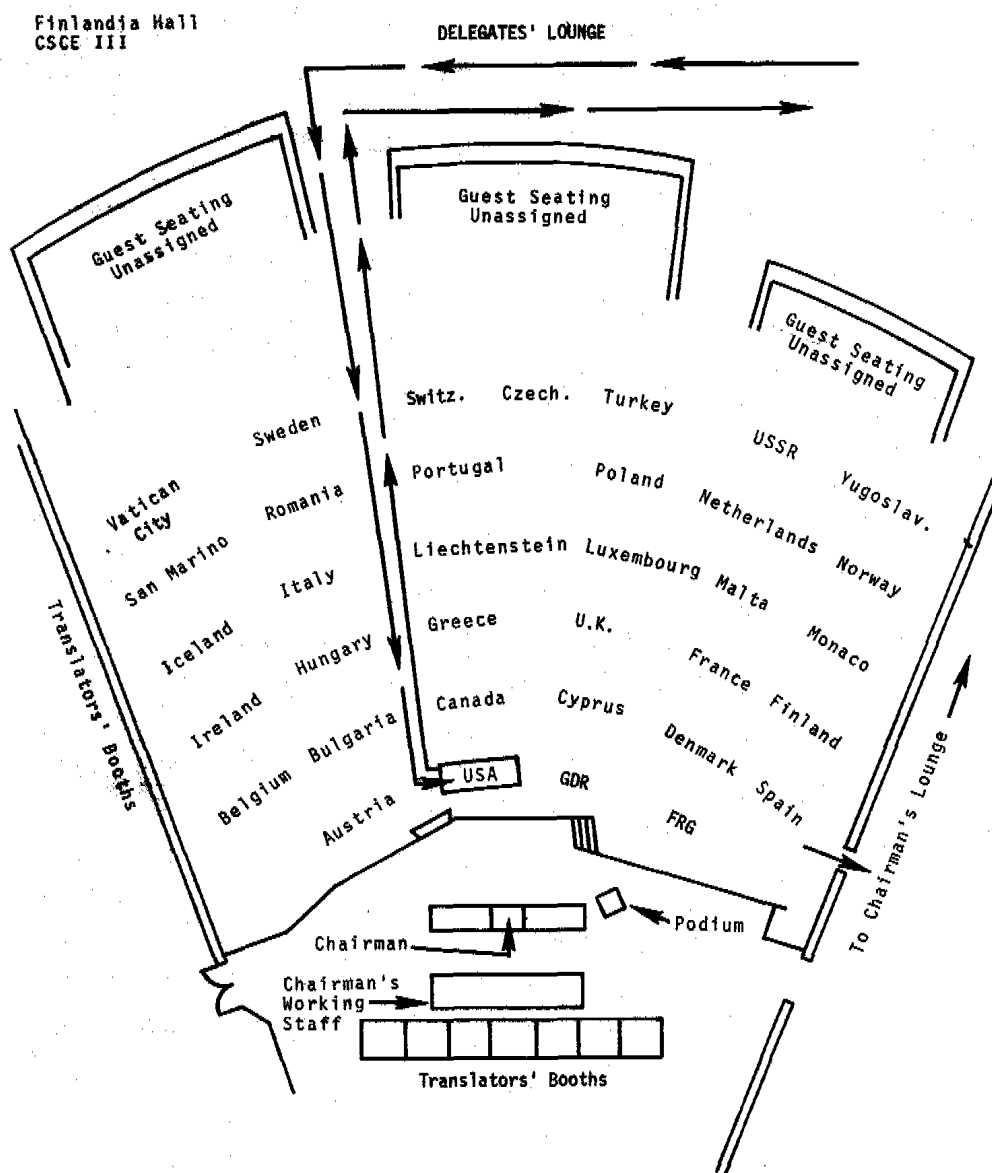 Finlandia Hall
CSCE III
DELEGATES' LOUNGE
Guest Seating
Unassigned
Guest Seating
Unassigned
Guest Seating
Unassigned
Switz.
Czech.
Turkey
Sweden
USSR
Yugoslav.
Vatican
City
Romania
Portugal
Poland
Netherlands
Norway
San Marino
Italy
Liechtenstein
Luxembourg
Malta
Monaco
Iceland
Hungary
Greece
U.K.
France
Finland
Ireland
Bulgaria
Canada
Cyprus
Denmark
Spain
Belgium
Austria
USA
GDR
FRG
Translators' Booths
To Chairman's Lounge
Podium
Chairman
Chairman's
Working
Staff
Translators' Booths